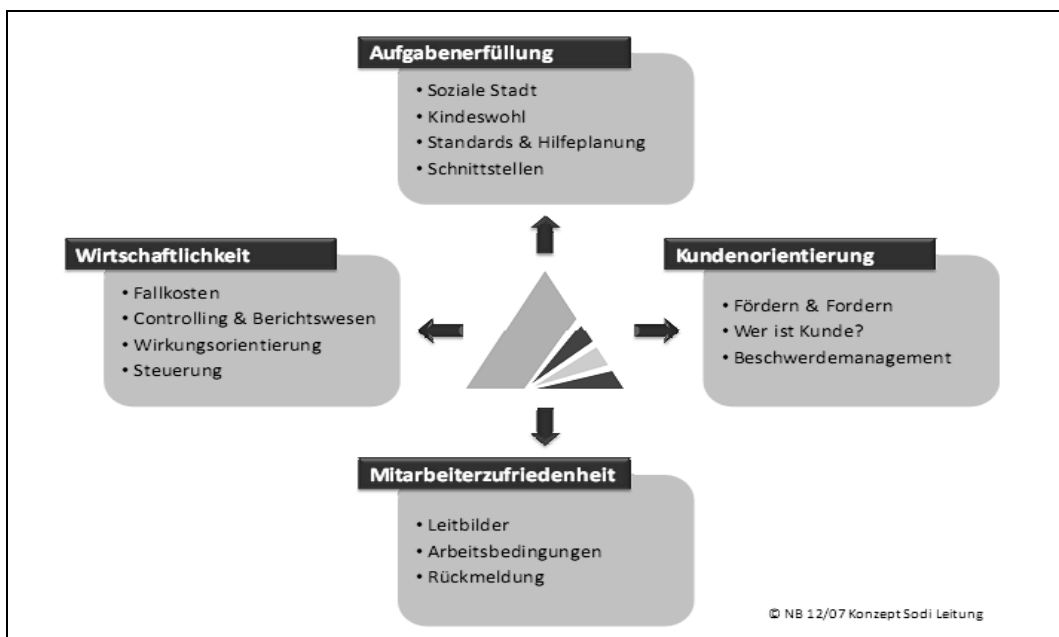 Aufgabenerfüllung
• Soziale Stadt
• Kindeswohl
• Standards & Hilfeplanung
• Schnittstellen
Wirtschaftlichkeit
• Fallkosten
• Controlling & Berichtswesen
• Wirkungsorientierung
• Steuerung
Kundenorientierung
• Fördern & Fordern
• Wer ist Kunde?
• Beschwerdemanagement
Mitarbeiterzufriedenheit
• Leitbilder
• Arbeitsbedingungen
• Rückmeldung
© NB 12/07 Konzept Sodi Leitung